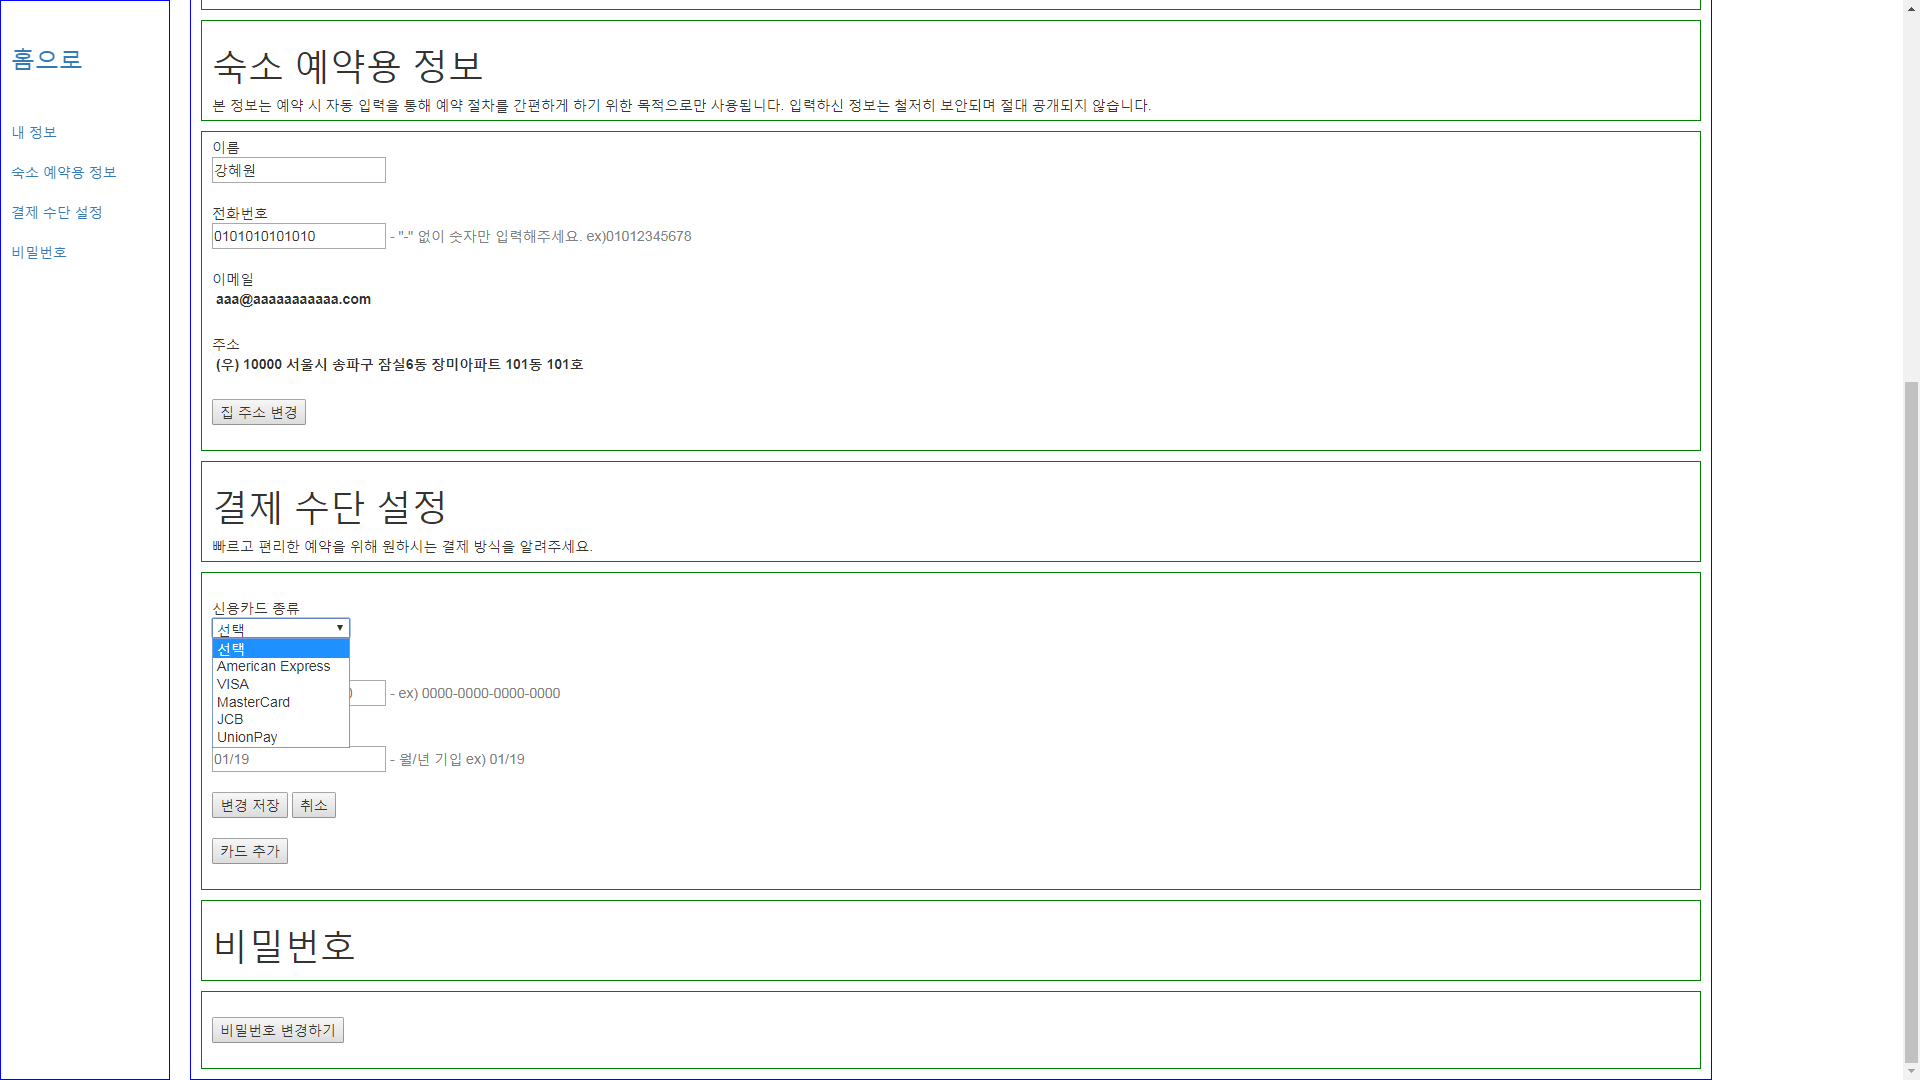 홈으로
내 정보
숙소 예약용 정보
결제 수단 설정
비밀번호
숙소 예약용 정보
본 정보는 예약 시 자동 입력을 통해 예약 절차를 간편하게 하기 위한 목적으로만 사용됩니다. 입력하신 정보는 철저히 보안되며 절대 공개되지 않습니다.
이름
강혜원
전화번호
0101010101010 - "-" 없이 숫자만 입력해주세요. ex)01012345678
이메일
aaa@aaaaaaaaaaa.com
주소
(우) 10000 서울시 송파구 잠실6동 장미아파트 101동 101호
집 주소 변경
결제 수단 설정
빠르고 편리한 예약을 위해 원하시는 결제 방식을 알려주세요.
신용카드 종류
선택
선택
American Express
VISA
- ex) 0000-0000-0000-0000
MasterCard
JCB
UnionPay
01/19 - 월/년 기입 ex) 01/19
변경 저장 취소
카드 추가
비밀번호
비밀번호 변경하기